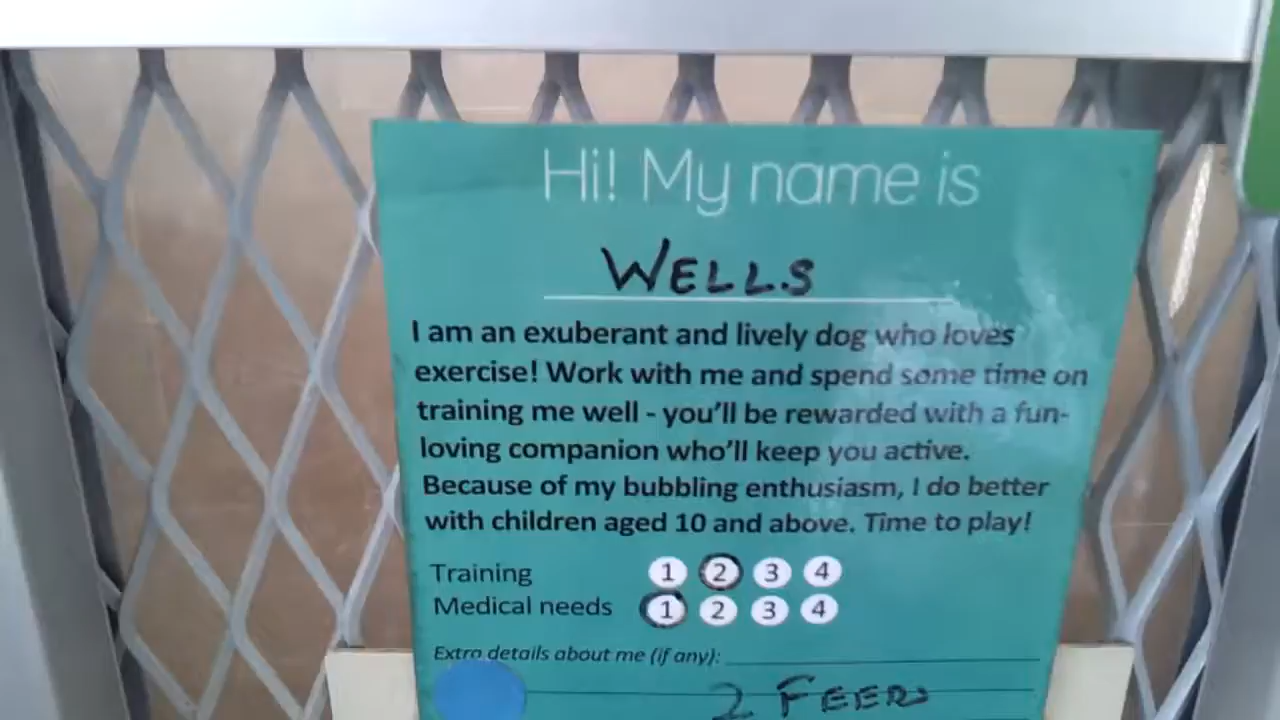 Hi! My name is
WELLS
I am an exuberant and lively dog who loves
exercise! Work with me and spend some time on
training me well - you'll be rewarded with a fun-
loving companion who'll keep you active.
Because of my bubbling enthusiasm, I do better
with children aged 10 and above. Time to play!
Training 1 2 3 4
Medical needs 1 2 3 4
Extra details about me (if any):
2